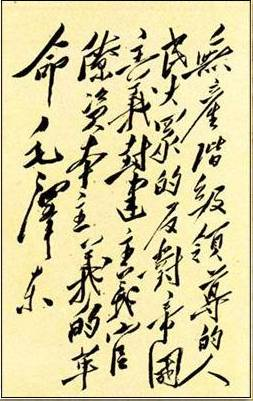 無產階級領導的人
民大眾的反對帝國
主義封建主義官
僚資本主義的革
命 毛澤東